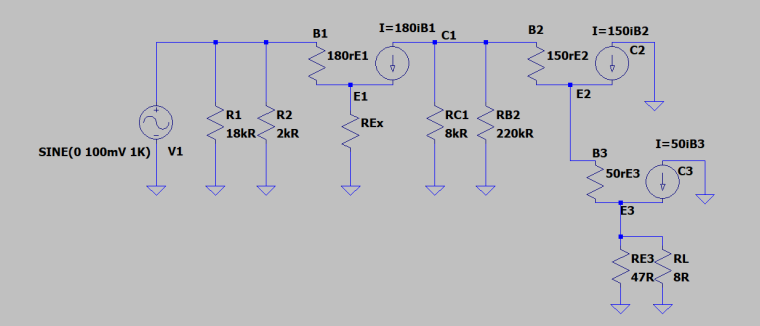 B1
I=180iB1
C1
B2
I=150iB2
180rE1
150rE2
C2
E1
E2
R1
18kR
R2
2kR
REx
RC1
8kR
RB2
220kR
SINE(0 100mV 1K)
V1
I=50iB3
B3
50rE3
C3
E3
RE3
47R
RL
8R